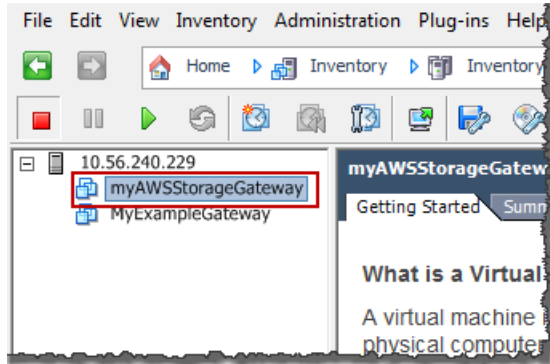 File Edit View Inventory Administration Plug-ins Help
Home Inventory Inventory
10.56.240.229
myAWSStorageGateway
MyExampleGateway
myAWSStorageGatew
Getting Started Summ
What is a Virtual
A virtual machine
physical computer